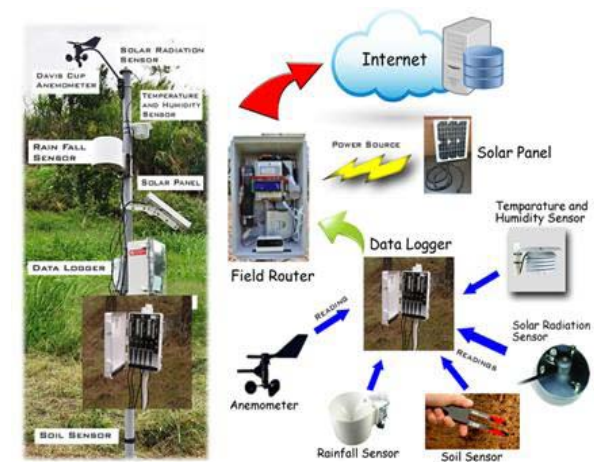 SOLAR RADIATION
SENSOR
DAVIS CUP
ANEMOMETER
TEMPERATURE
AND HUMIDITY
SENSOR
RAIN FALL
SENSOR
SOLAR PANEL
DATA LOGGER
SOIL SENSOR
Internet
POWER SOURCE
Solar Panel
Field Router
Data Logger
Temparature and
Humidity Sensor
READING
Solar Radiation
Sensor
READINGS
Anemometer
Rainfall Sensor
Soil Sensor